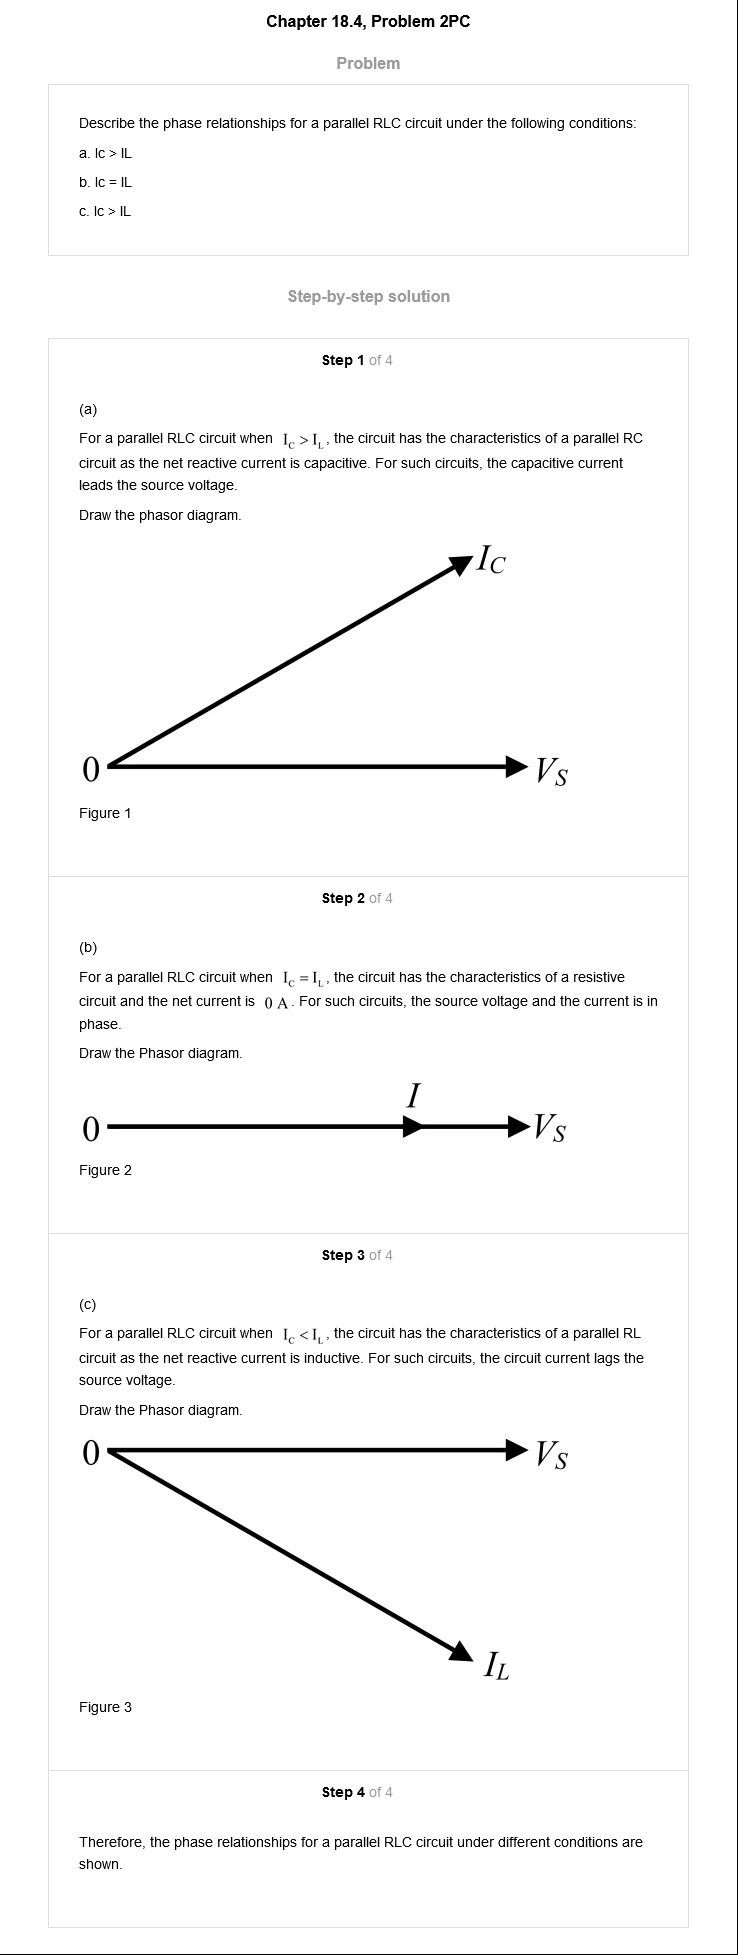 Chapter 18.4, Problem 2PC
Problem
Describe the phase relationships for a parallel RLC circuit under the following conditions:
a. Ic > IL
b. Ic = IL
c. Ic > IL
Step-by-step solution
Step 1 of 4
(a)
For a parallel RLC circuit when I_C > I_L, the circuit has the characteristics of a parallel RC
circuit as the net reactive current is capacitive. For such circuits, the capacitive current
leads the source voltage.
Draw the phasor diagram.
I_C
0
V_S
Figure 1
Step 2 of 4
(b)
For a parallel RLC circuit when I_C = I_L, the circuit has the characteristics of a resistive
circuit and the net current is 0 A. For such circuits, the source voltage and the current is in
phase.
Draw the Phasor diagram.
I
0
V_S
Figure 2
Step 3 of 4
(c)
For a parallel RLC circuit when I_C < I_L, the circuit has the characteristics of a parallel RL
circuit as the net reactive current is inductive. For such circuits, the circuit current lags the
source voltage.
Draw the Phasor diagram.
0
V_S
I_L
Figure 3
Step 4 of 4
Therefore, the phase relationships for a parallel RLC circuit under different conditions are
shown.